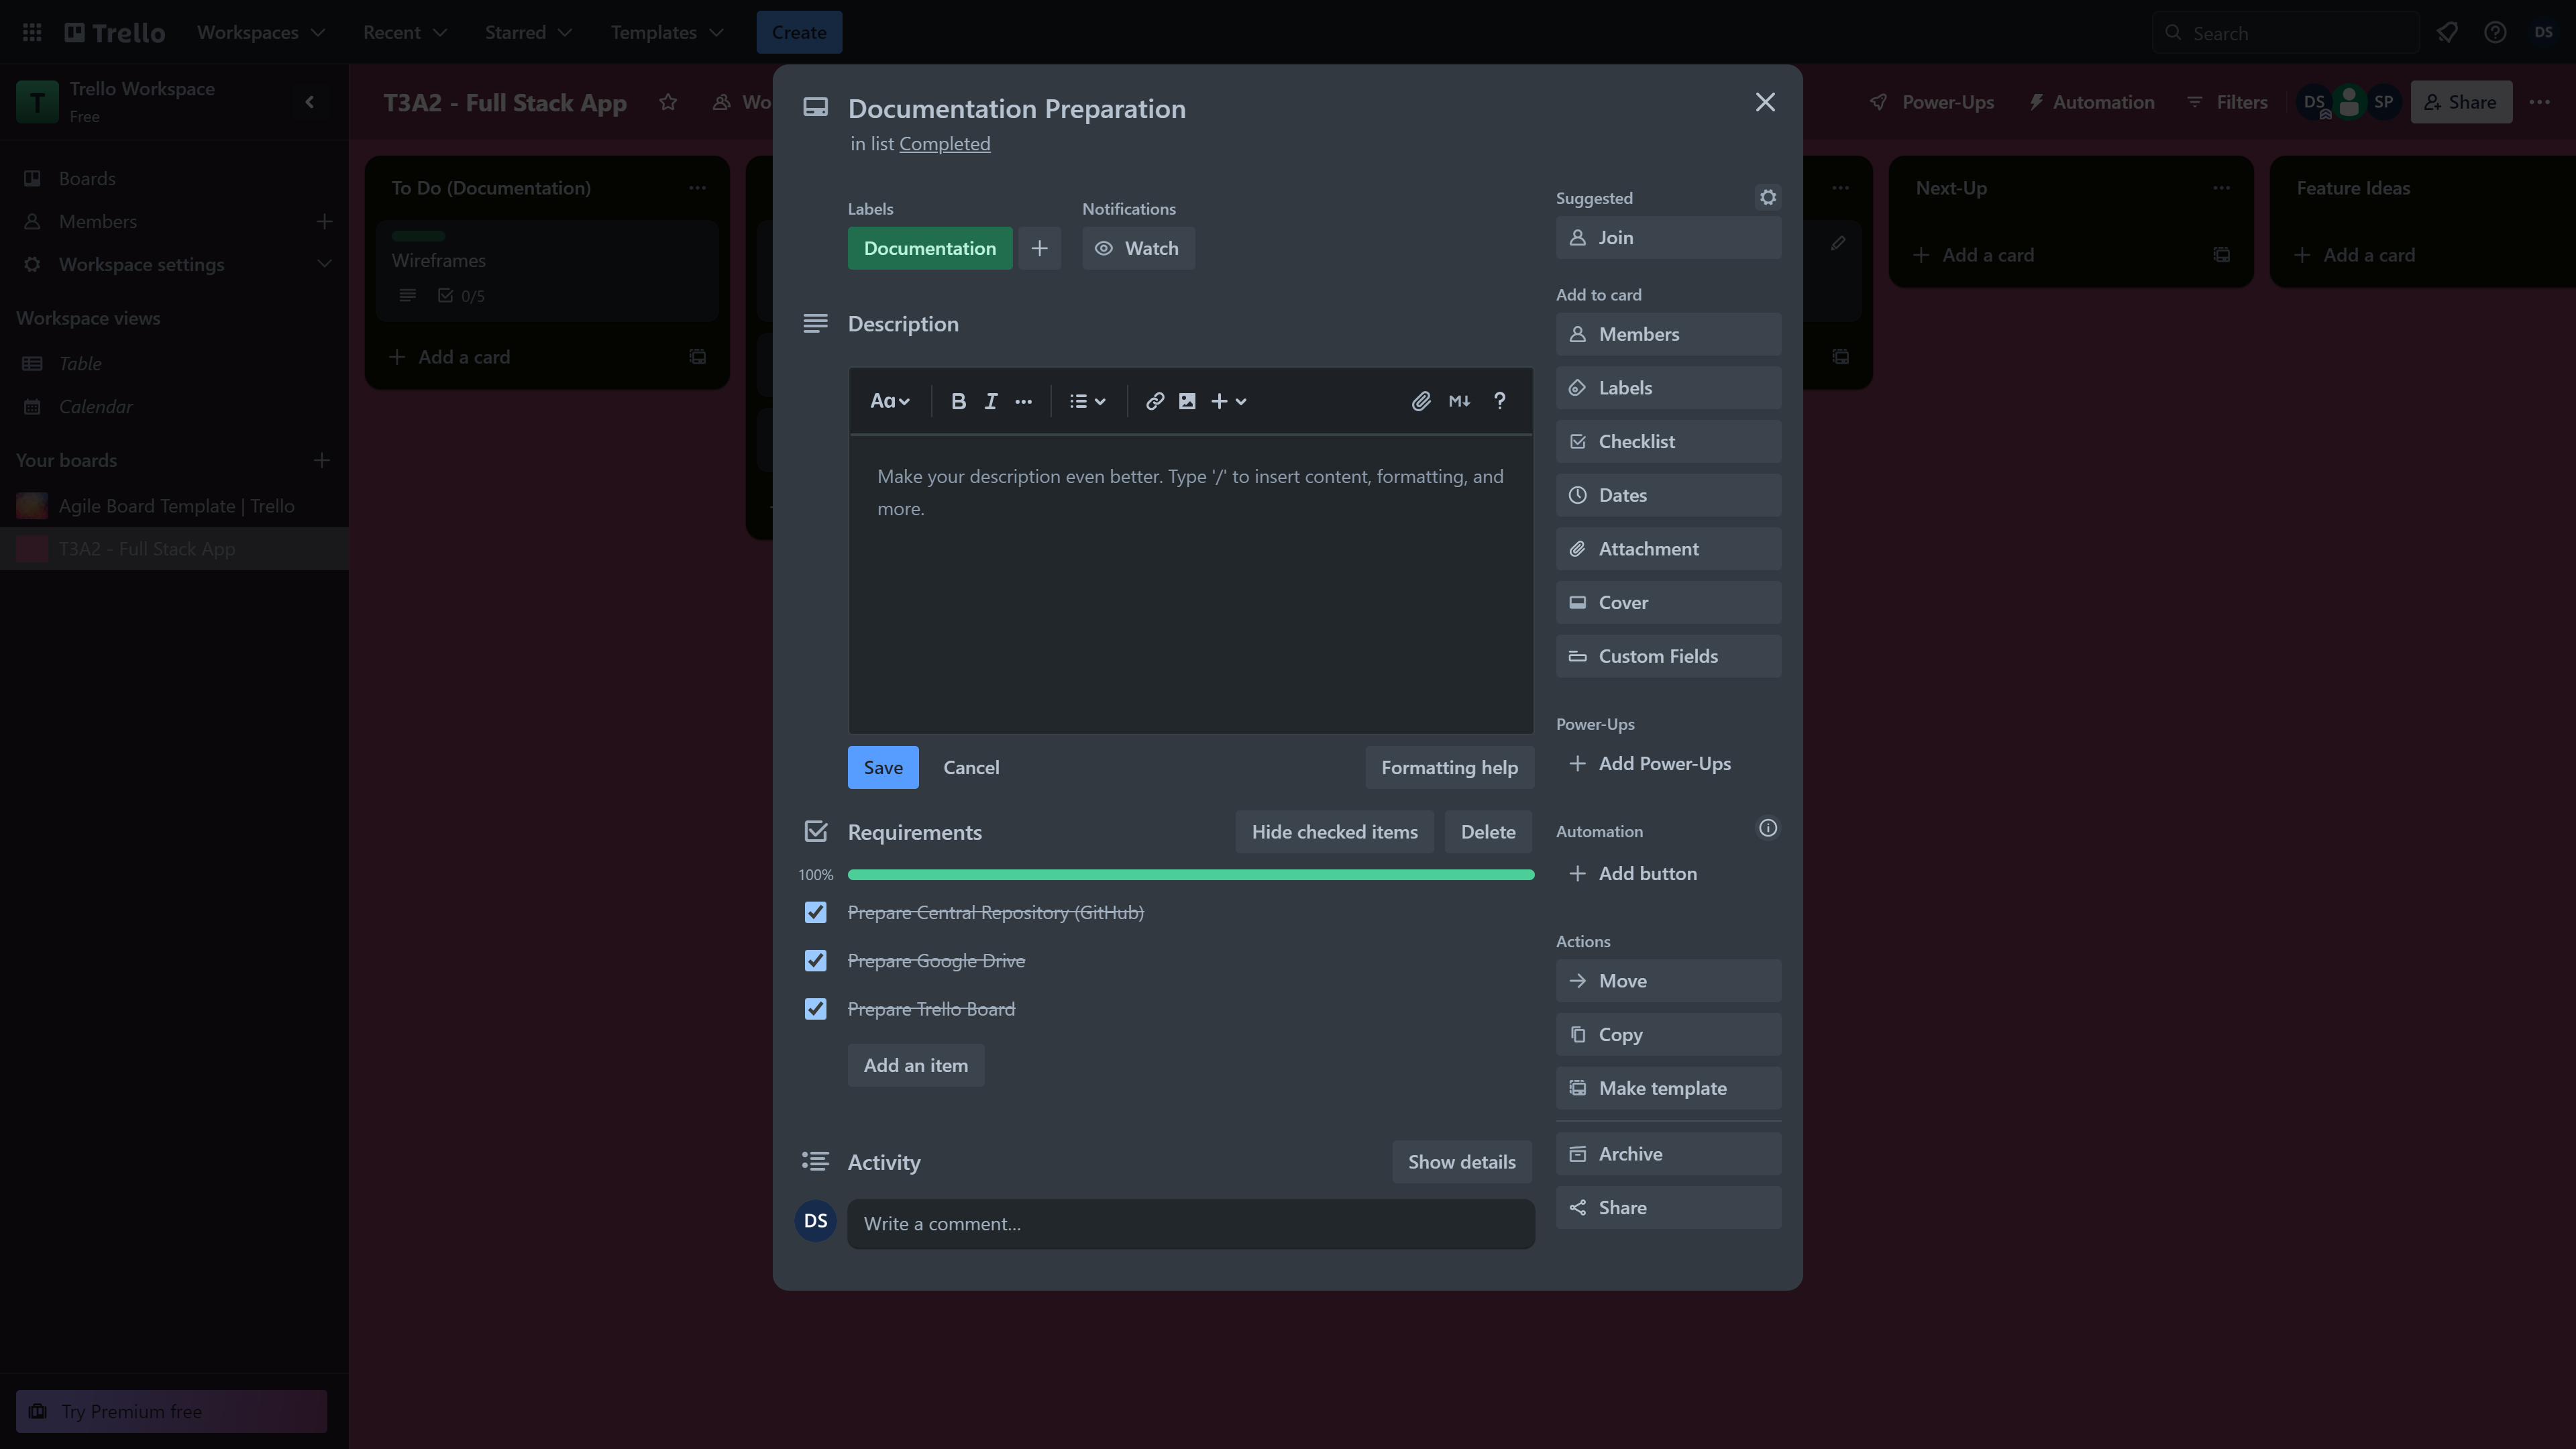 Trello
Workspaces
Recent
Starred
Templates
Create
Search
DS
T
Trello Workspace
Free
T3A2 - Full Stack App
Wo
Power-Ups
Automation
Filters
DS
SP
Share
Boards
Members
Workspace settings
Workspace views
Table
Calendar
Your boards
Agile Board Template | Trello
T3A2 - Full Stack App
Try Premium free
To Do (Documentation)
Wireframes
0/5
Add a card
Documentation Preparation
in list Completed
Labels
Documentation
Notifications
Watch
Description
Aa
B I
M
?
Make your description even better. Type '/' to insert content, formatting, and
more.
Save
Cancel
Formatting help
Requirements
Hide checked items
Delete
100%
Prepare Central Repository (GitHub)
Prepare Google Drive
Prepare Trello Board
Add an item
Activity
Show details
DS
Write a comment…
Suggested
Join
Add to card
Members
Labels
Checklist
Dates
Attachment
Cover
Custom Fields
Power-Ups
Add Power-Ups
Automation
Add button
Actions
Move
Copy
Make template
Archive
Share
Next-Up
Add a card
Feature Ideas
Add a card